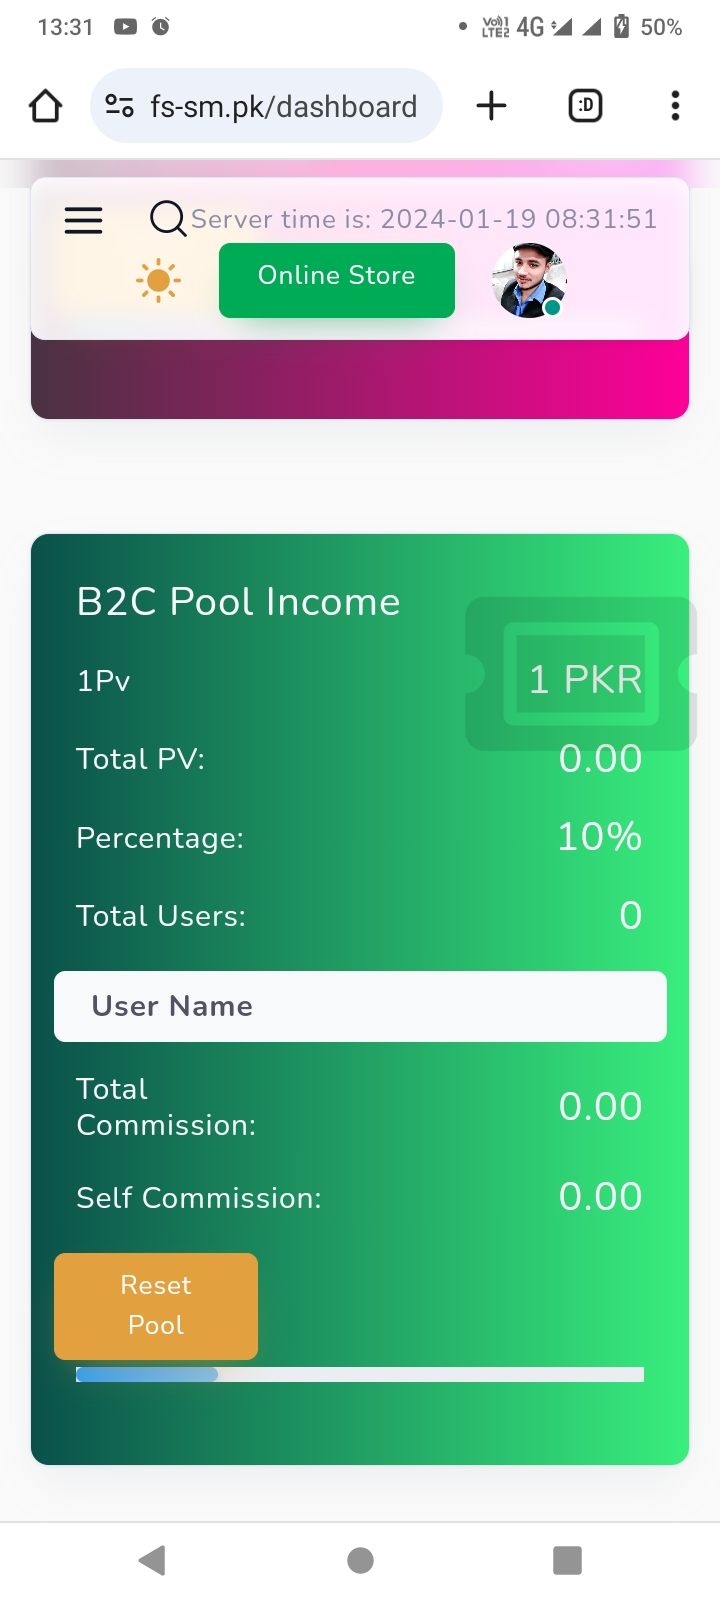 13:31
Vo))1 LTE2 4G 50%
fs-sm.pk/dashboard
:D
Server time is: 2024-01-19 08:31:51
Online Store
B2C Pool Income
1Pv 1 PKR
Total PV: 0.00
Percentage: 10%
Total Users: 0
User Name
Total
Commission: 0.00
Self Commission: 0.00
Reset
Pool